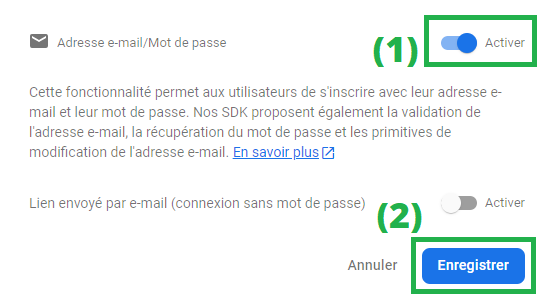 Adresse e-mail/Mot de passe
(1)
Activer
Cette fonctionnalité permet aux utilisateurs de s'inscrire avec leur adresse e-
mail et leur mot de passe. Nos SDK proposent également la validation de
l'adresse e-mail, la récupération du mot de passe et les primitives de
modification de l'adresse e-mail. En savoir plus
Lien envoyé par e-mail (connexion sans mot de passe)
(2)
Activer
Annuler
Enregistrer